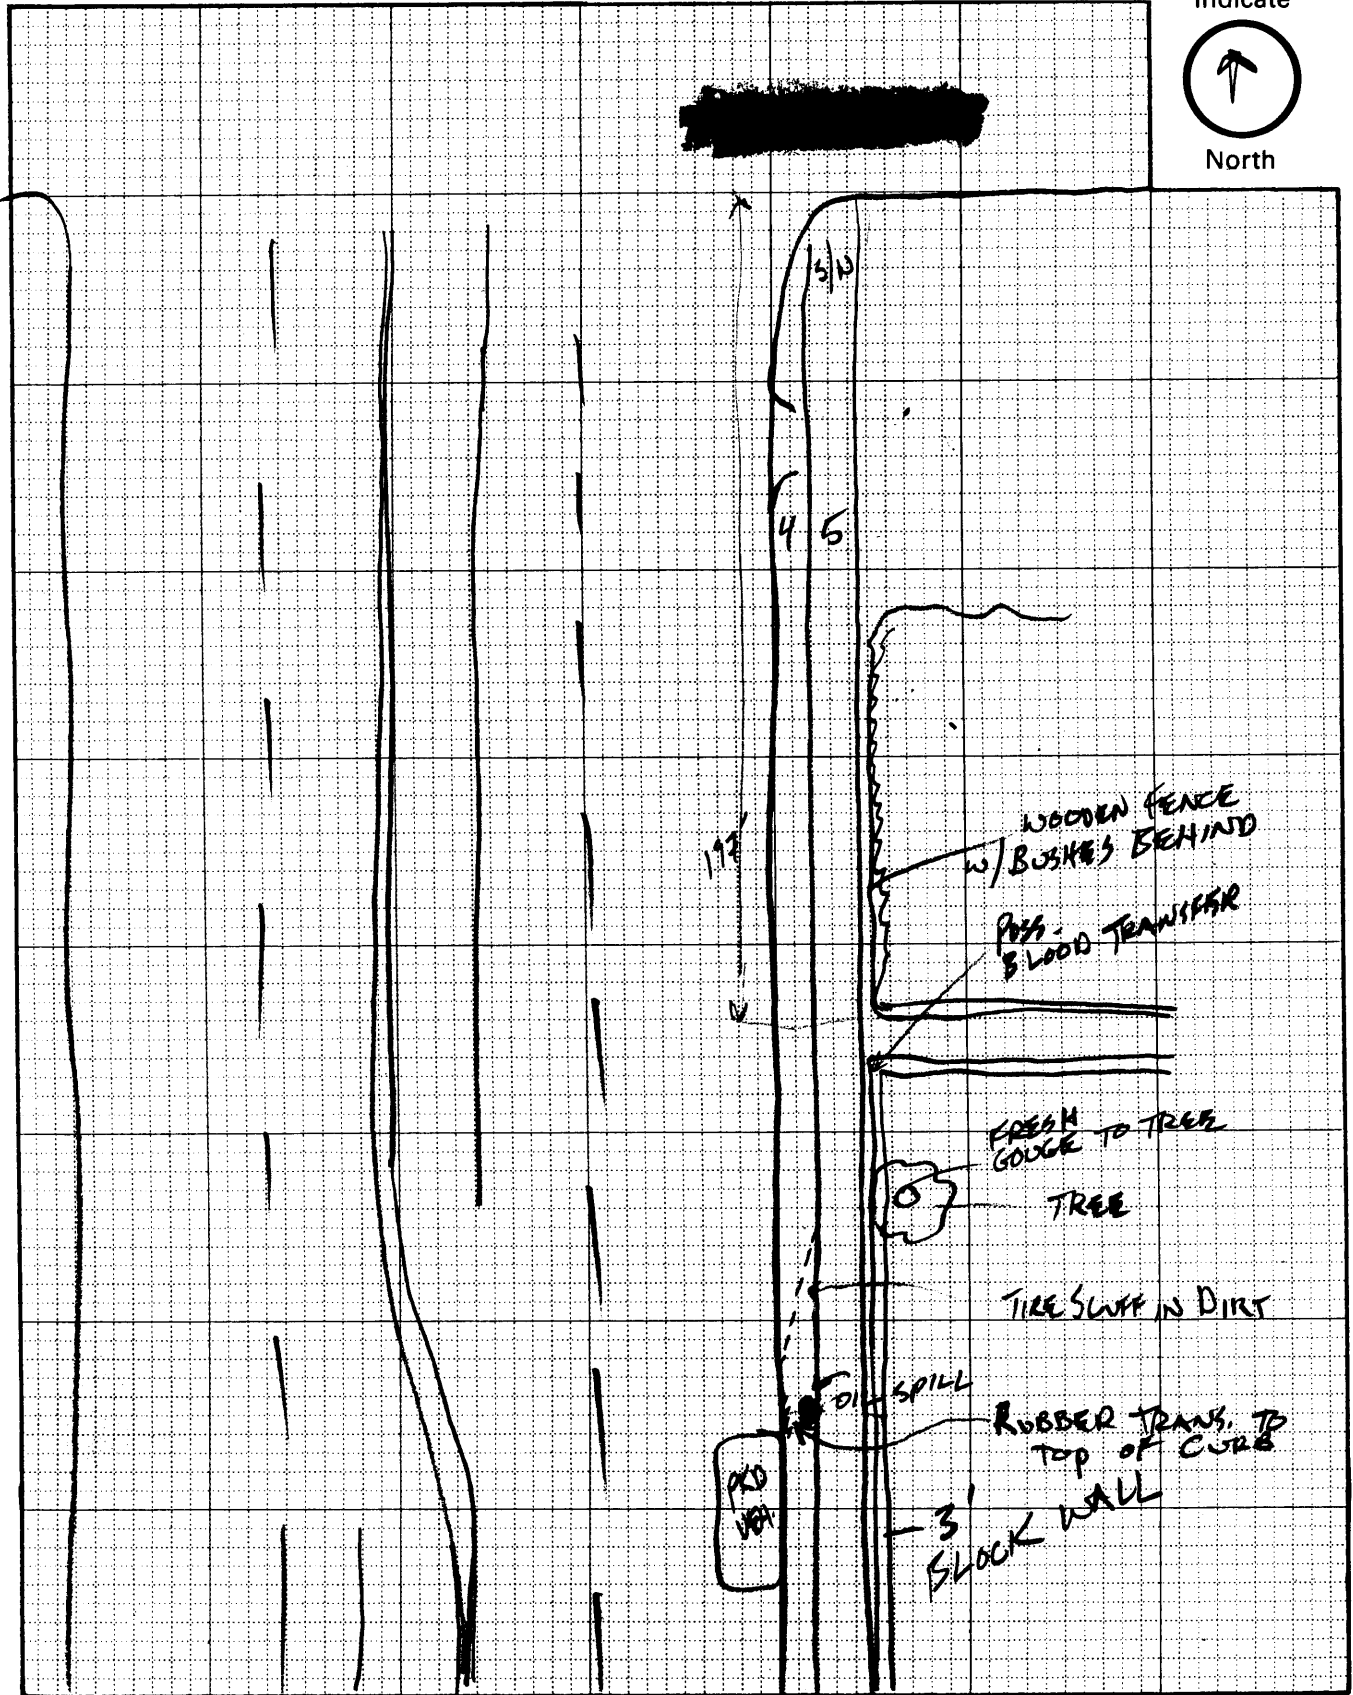 Indicate
North
S/W
4 5
192'
WOODEN FENCE
W/ BUSHES BEHIND
POSS.
BLOOD TRANSFER
FRESH
GOUGE TO TREE
TREE
TIRE SCUFF IN DIRT
OIL SPILL
RUBBER TRANS. TO
TOP OF CURB
PKD
VEH.
3'
BLOCK WALL